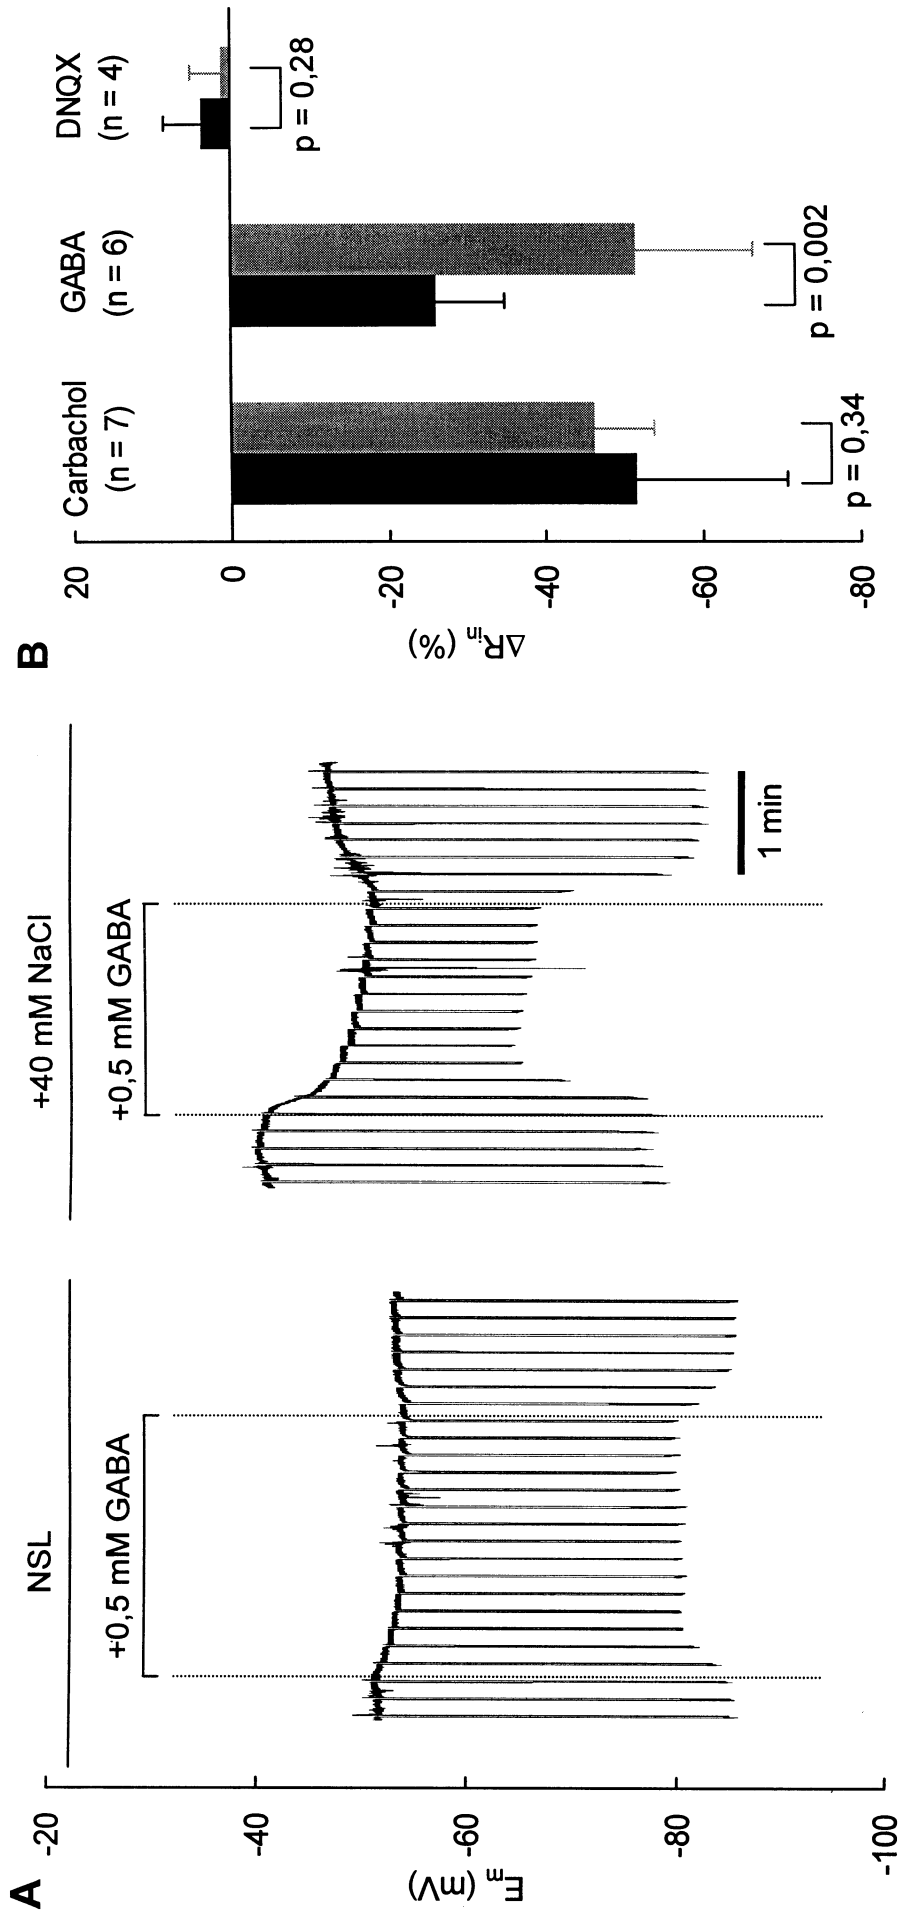 A
NSL
+40 mM NaCl
+0,5 mM GABA
+0,5 mM GABA
-20
-40
-60
-80
-100
Em (mV)
1 min
B
Carbachol
(n = 7)
GABA
(n = 6)
DNQX
(n = 4)
20
0
-20
-40
-60
-80
ΔRin (%)
p = 0,34
p = 0,002
p = 0,28